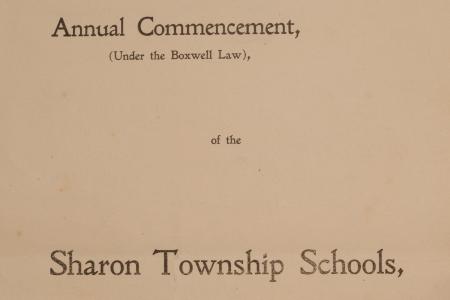 Annual Commencement,
(Under the Boxwell Law),
of the
Sharon Township Schools,